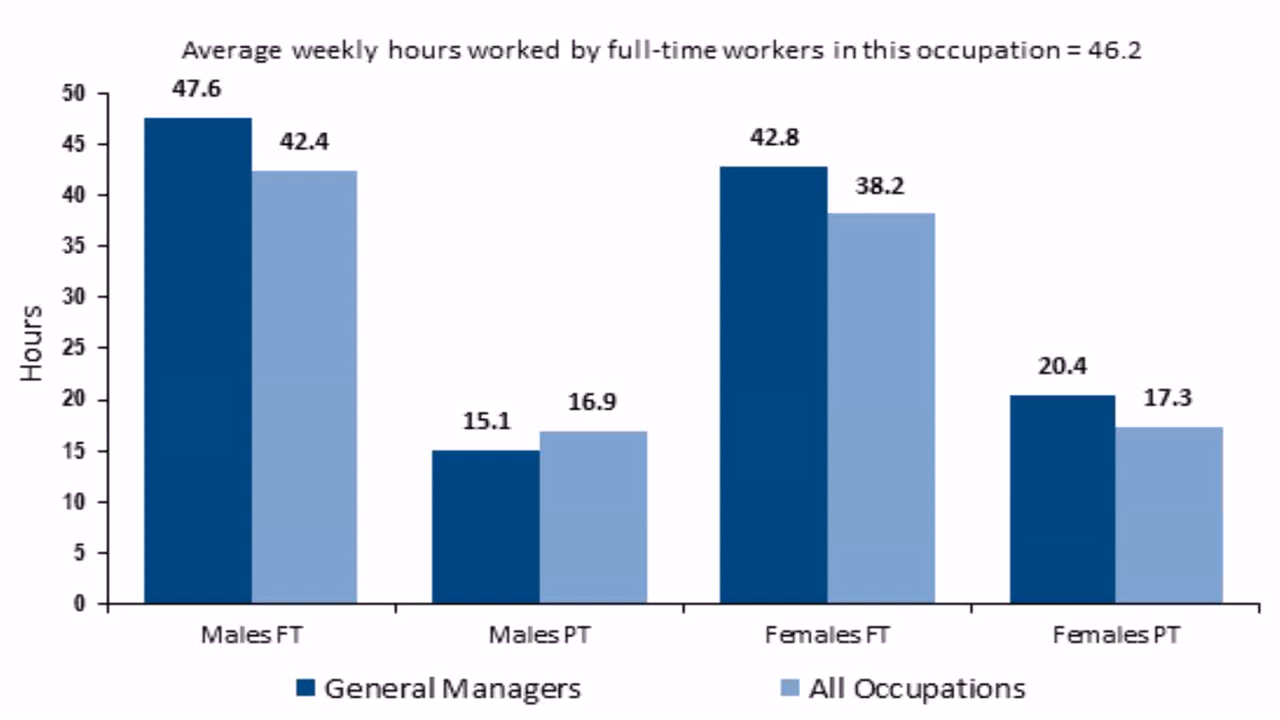 Average weekly hours worked by full-time workers in this occupation = 46.2
50
45
40
35
30
25
20
15
10
5
0
Hours
47.6
42.4
15.1
16.9
42.8
38.2
20.4
17.3
Males FT
Males PT
Females FT
Females PT
General Managers
All Occupations